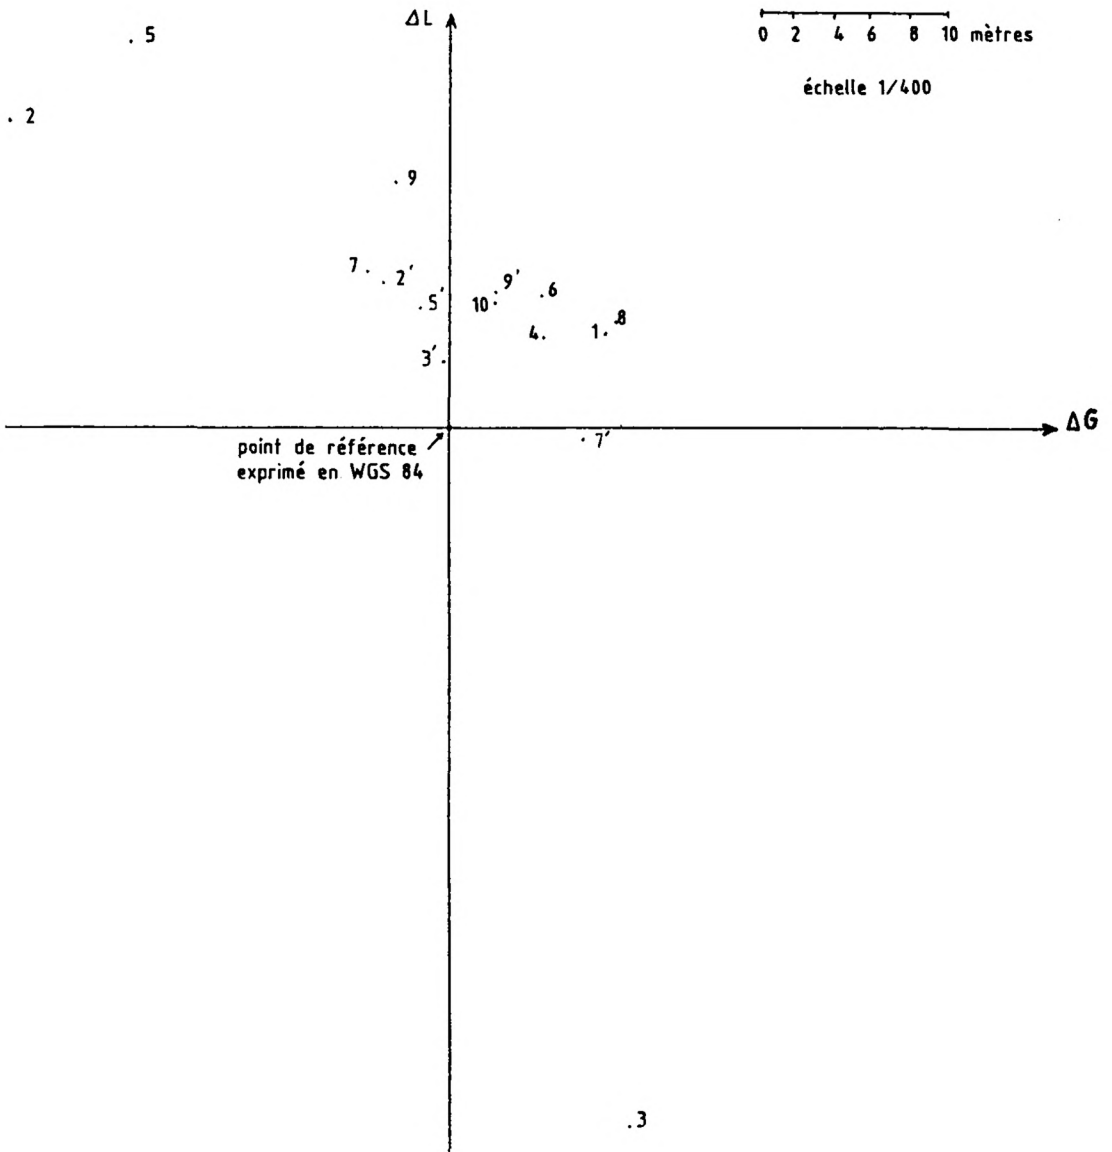 ΔL
0 2 4 6 8 10 mètres
échelle 1/400
. 5
. 2
. 9
7 .
. 2'
. 5'
10 :
9'
. 6
4 .
1 .
. 8
3' .
ΔG
. 7'
point de référence
exprimé en WGS 84
. 3